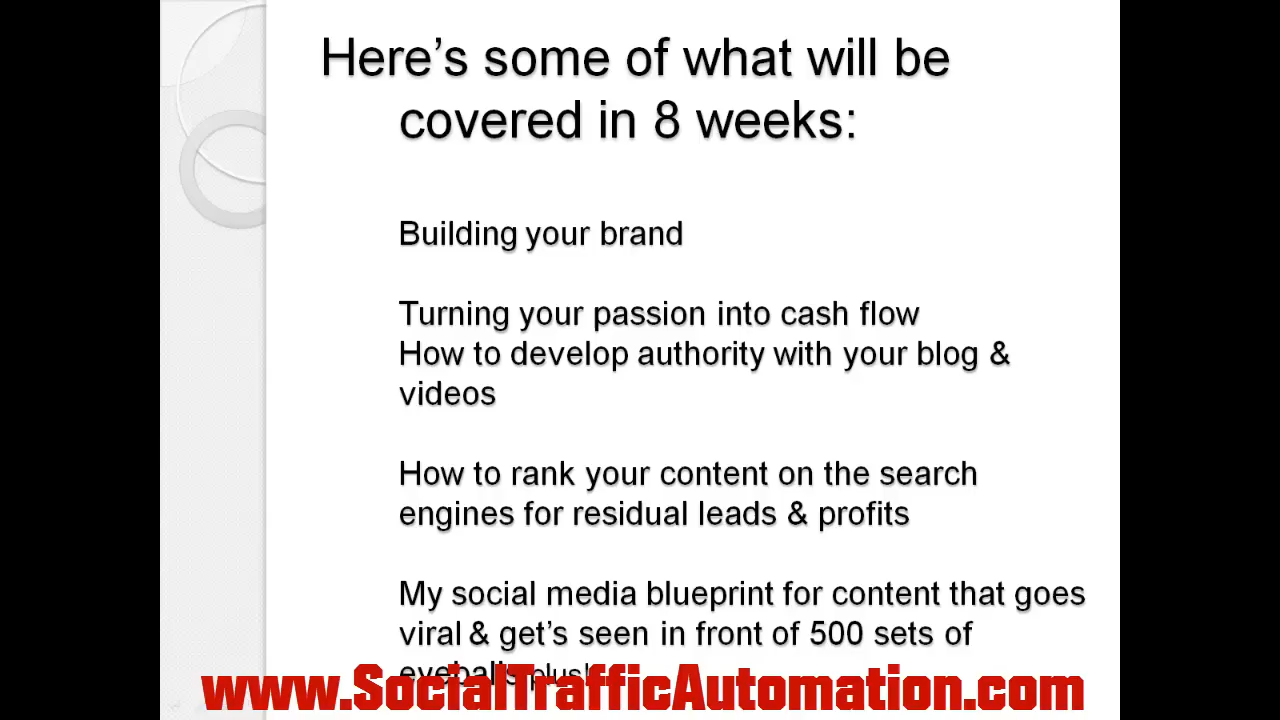 Here’s some of what will be
covered in 8 weeks:
Building your brand
Turning your passion into cash flow
How to develop authority with your blog &
videos
How to rank your content on the search
engines for residual leads & profits
My social media blueprint for content that goes
viral & get’s seen in front of 500 sets of
eyeballs plus!
www.SocialTrafficAutomation.com